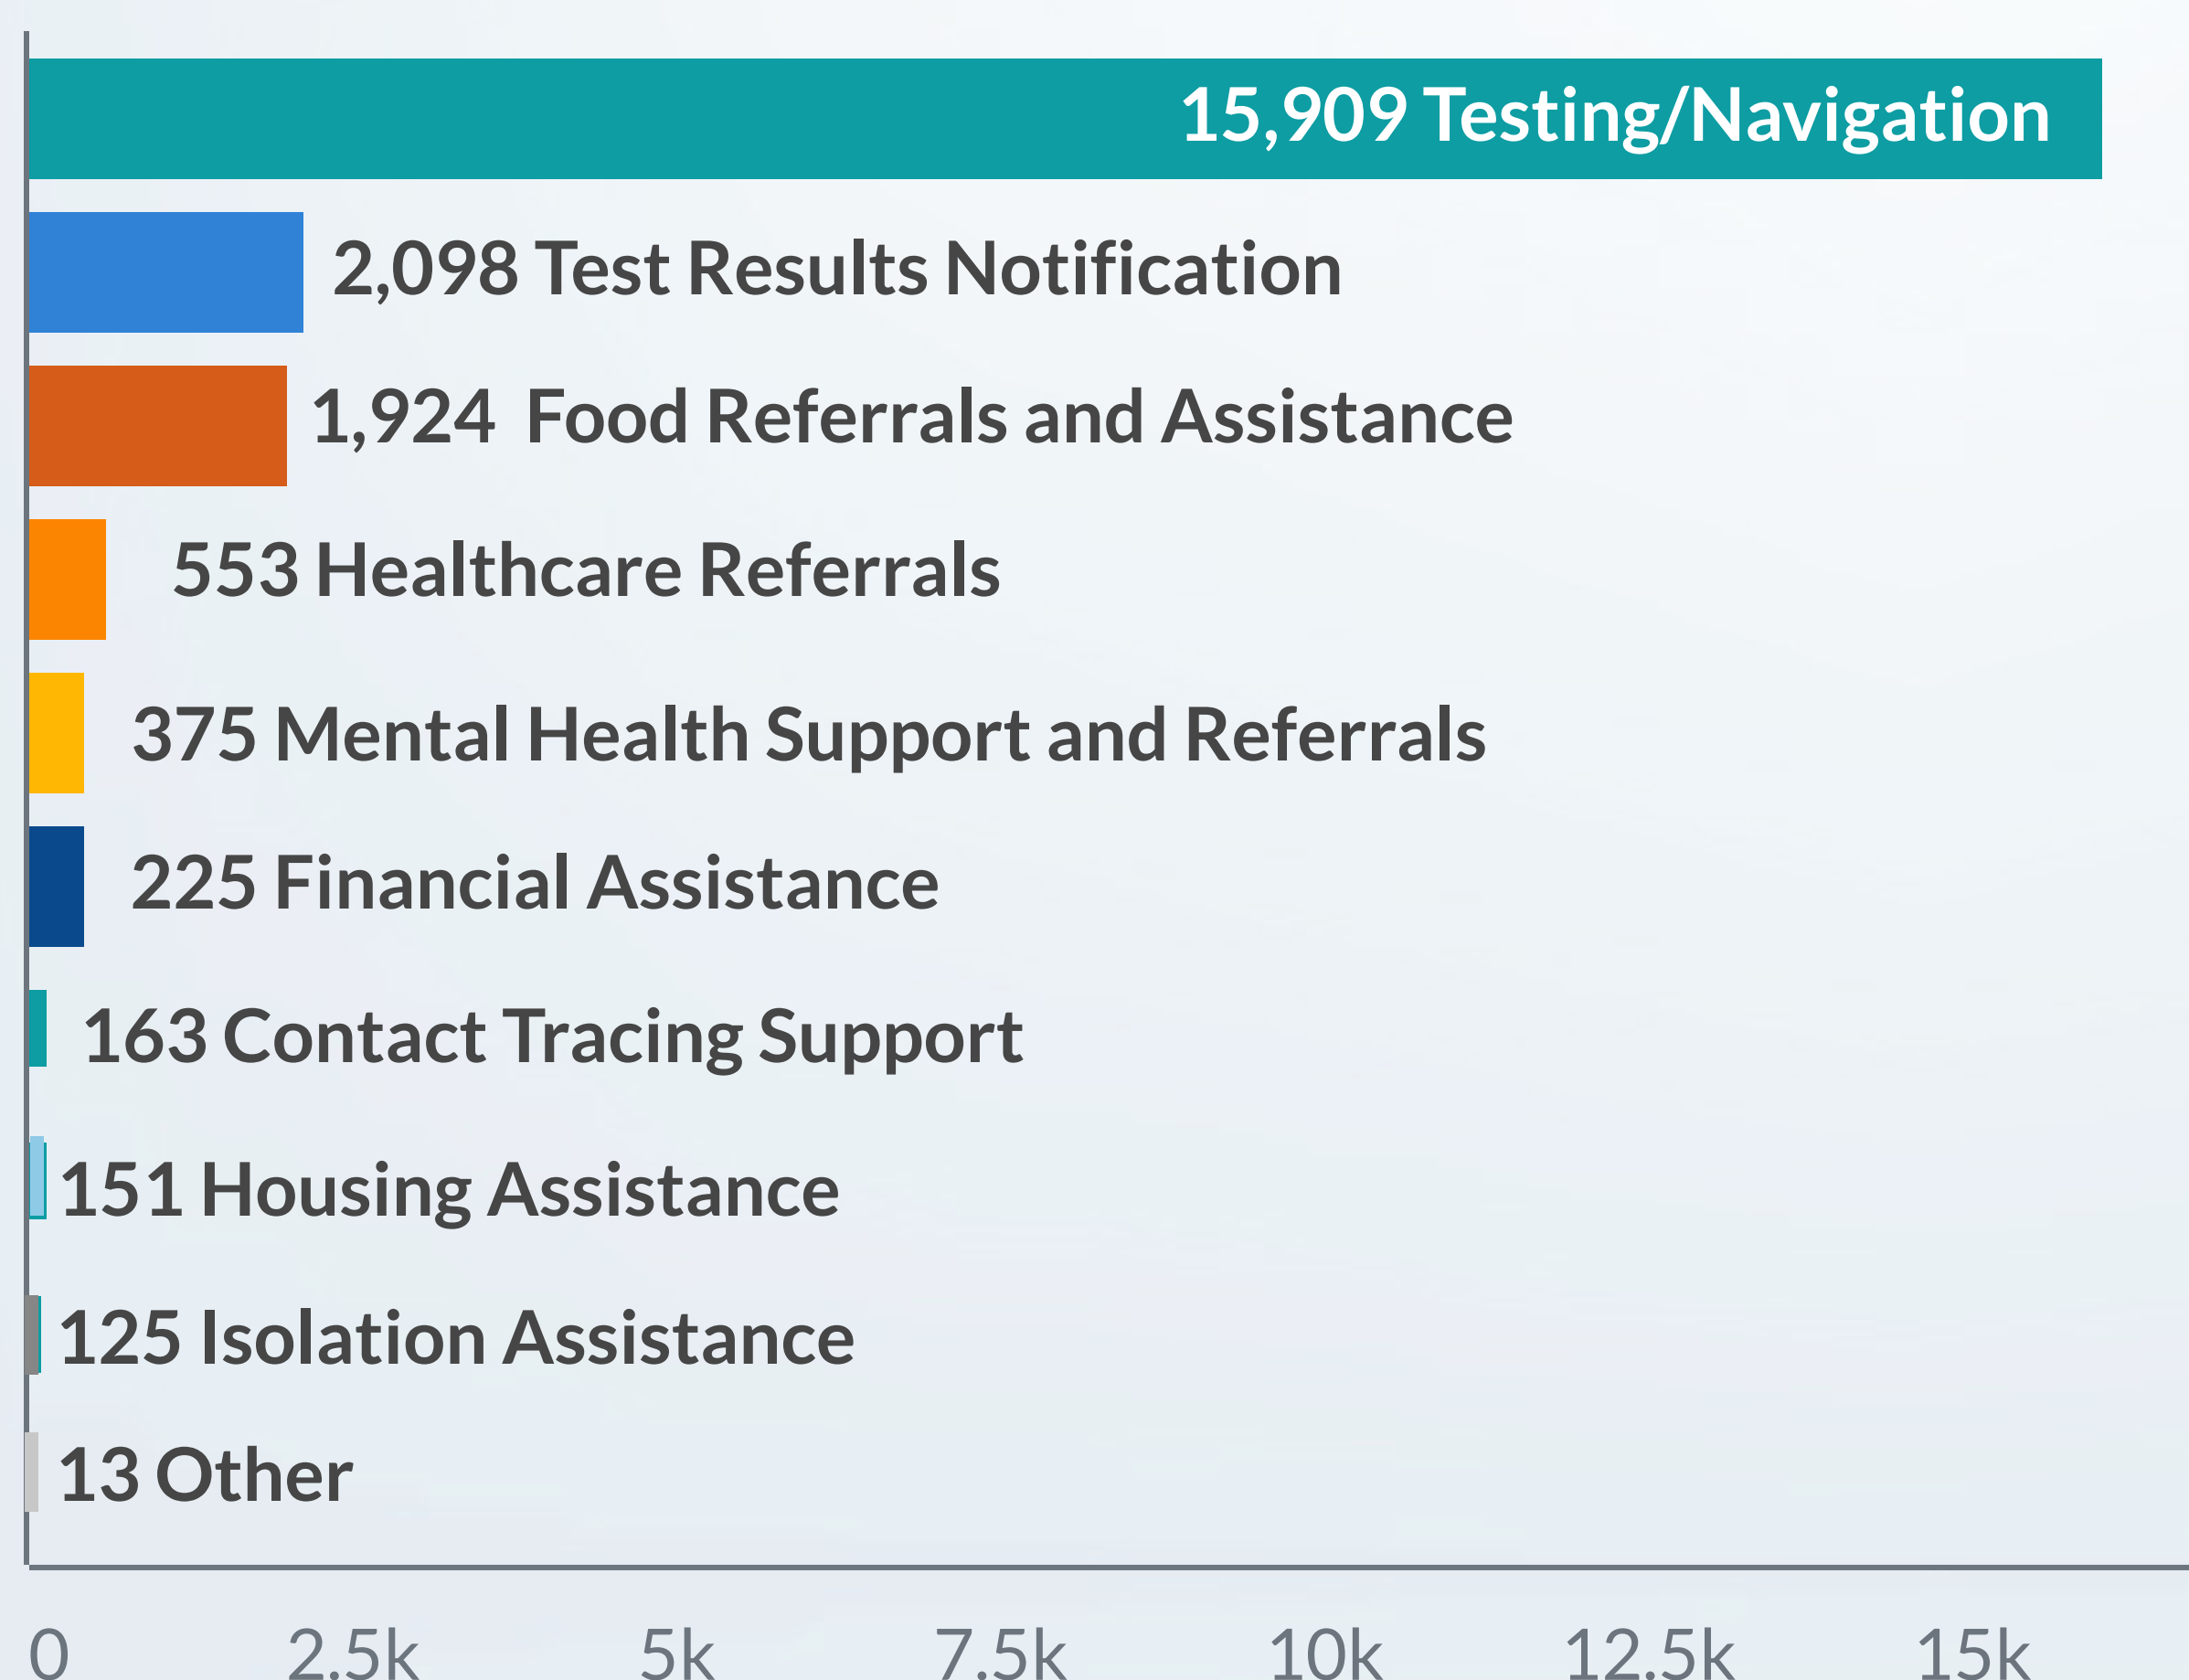 15,909 Testing/Navigation
2,098 Test Results Notification
1,924 Food Referrals and Assistance
553 Healthcare Referrals
375 Mental Health Support and Referrals
225 Financial Assistance
163 Contact Tracing Support
151 Housing Assistance
125 Isolation Assistance
13 Other
0 2.5k 5k 7.5k 10k 12.5k 15k